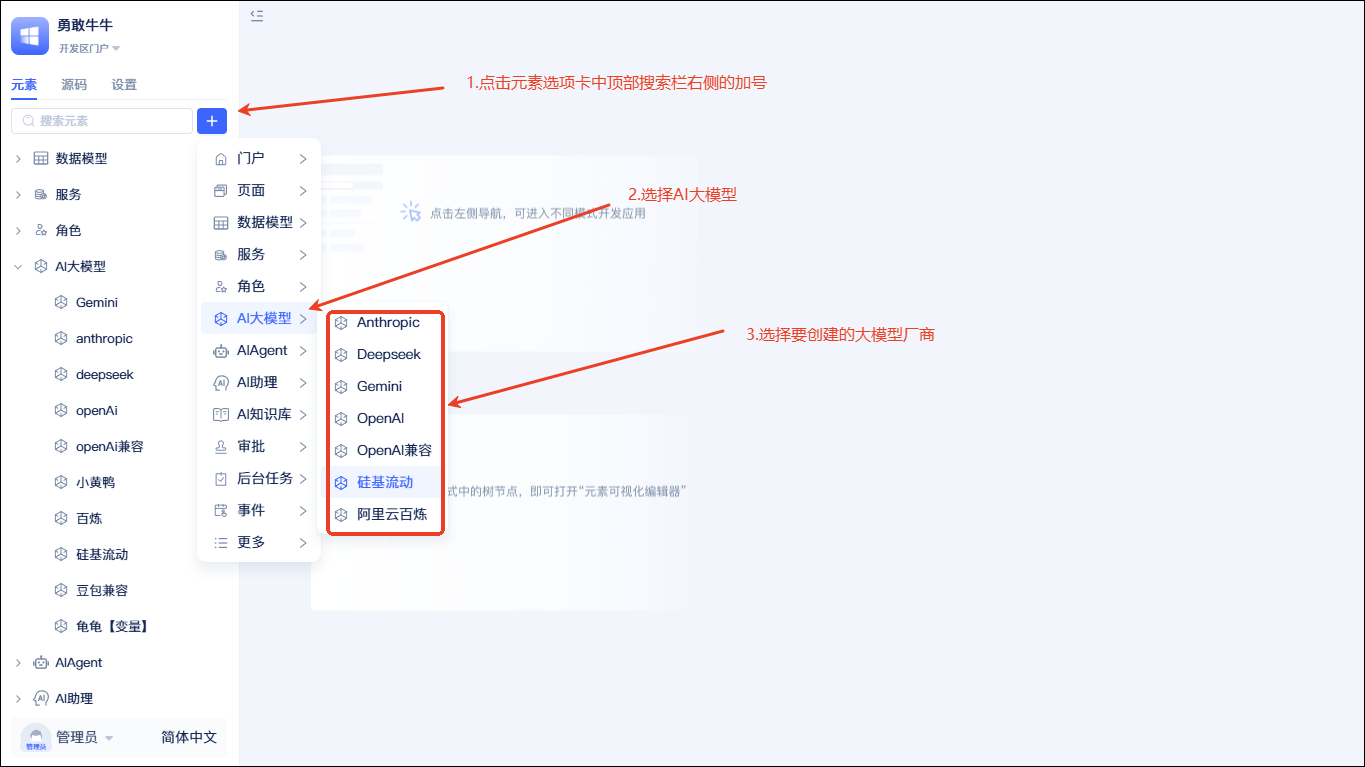 勇敢牛牛
开发区门户
元素 源码 设置
搜索元素
数据模型
服务
角色
AI大模型
Gemini
anthropic
deepseek
openAi
openAi兼容
小黄鸭
百炼
硅基流动
豆包兼容
龟龟【变量】
AIAgent
AI助理
管理员
管理员 简体中文
门户
页面
数据模型
服务
角色
AI大模型
AIAgent
AI助理
AI知识库
审批
后台任务
事件
更多
Anthropic
Deepseek
Gemini
OpenAI
OpenAI兼容
硅基流动
阿里云百炼
1.点击元素选项卡中顶部搜索栏右侧的加号
2.选择AI大模型
点击左侧导航，可进入不同模式开发应用
3.选择要创建的大模型厂商
式中的树节点，即可打开“元素可视化编辑器”